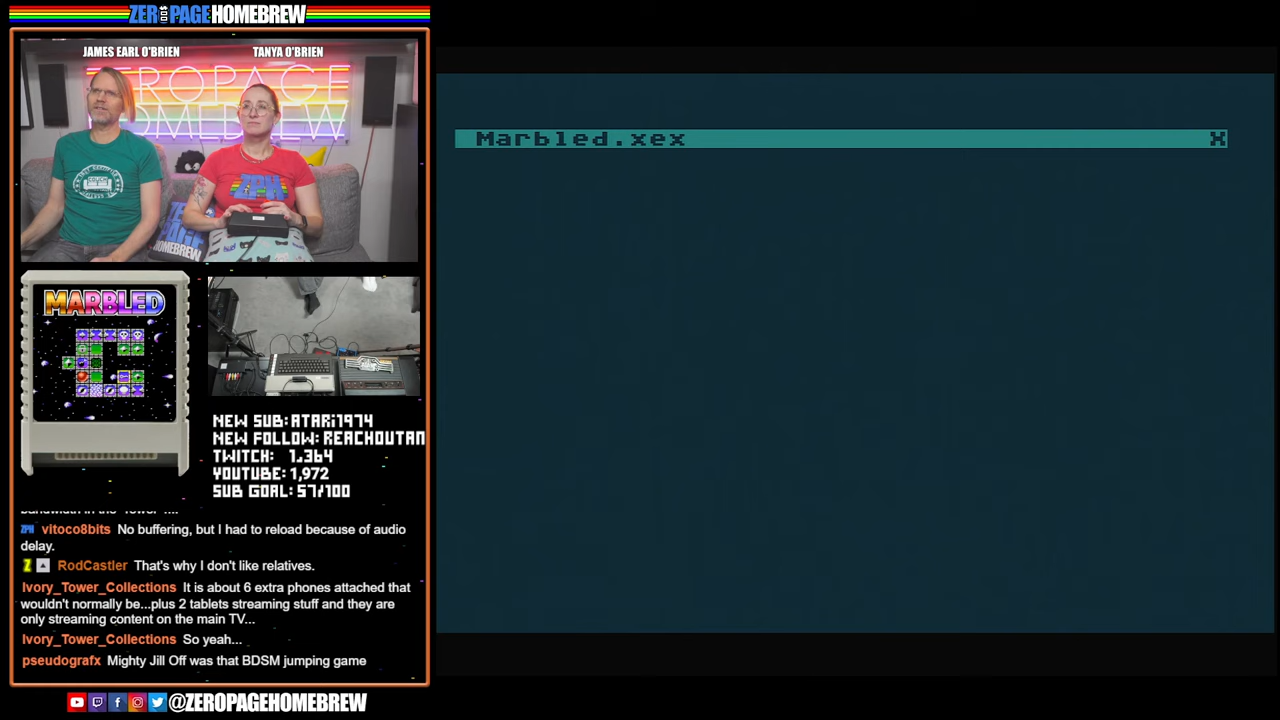 ZEROPAGE HOMEBREW
JAMES EARL O'BRIEN
TANYA O'BRIEN
ZEROPAGE
HOMEBREW
ZPH
MARBLED
NEW SUB: ATARI1974
NEW FOLLOW: REACHOUTAN
TWITCH: 1,364
YOUTUBE: 1,972
SUB GOAL: 57/100
vitoco8bits No buffering, but I had to reload because of audio
delay.
RodCastler That's why I don't like relatives.
Ivory_Tower_Collections It is about 6 extra phones attached that
wouldn't normally be...plus 2 tablets streaming stuff and they are
only streaming content on the main TV...
Ivory_Tower_Collections So yeah...
pseudografx Mighty Jill Off was that BDSM jumping game
@ZEROPAGEHOMEBREW
Marbled.xex X